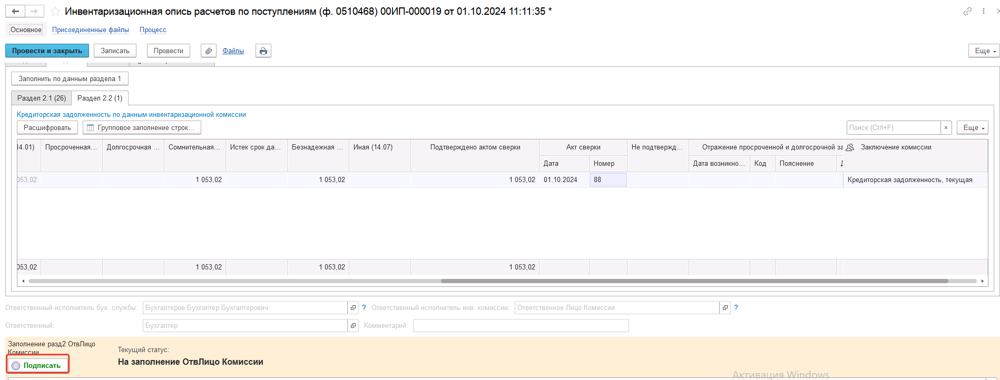 Инвентаризационная опись расчетов по поступлениям (ф. 0510468) 00ИП-000019 от 01.10.2024 11:11:35 *
Основное Присоединенные файлы Процесс
Провести и закрыть Записать Провести Файлы Еще
Заполнить по данным раздела 1
Раздел 2.1 (26) Раздел 2.2 (1)
Кредиторская задолженность по данным инвентаризационной комиссии
Расшифровать Групповое заполнение строк... Поиск (Ctrl+F) × Еще
14.01) Просроченная... Долгосрочная ... Сомнительная... Истек срок да... Безнадежная ... Иная (14.07) Подтверждено актом сверки Акт сверки Не подтвержд... Отражение просроченной и долгосрочной за Заключение комиссии
Дата Номер Дата возникно... Код Пояснение
053,02 1 053,02 1 053,02 1 053,02 01.10.2024 88 Кредиторская задолженность, текущая
053,02 1 053,02 1 053,02 1 053,02
Ответственный исполнитель бух. службы: Бухгалтеров Бухгалтер Бухгалтерович ? Ответственный исполнитель инв. комиссии: Ответственное Лицо Комиссии ?
Ответственный: Бухгалтер Комментарий:
Заполнение разд2 ОтвЛицо
Комиссии
Текущий статус:
Подписать
На заполнение ОтвЛицо Комиссии
Активация Windows